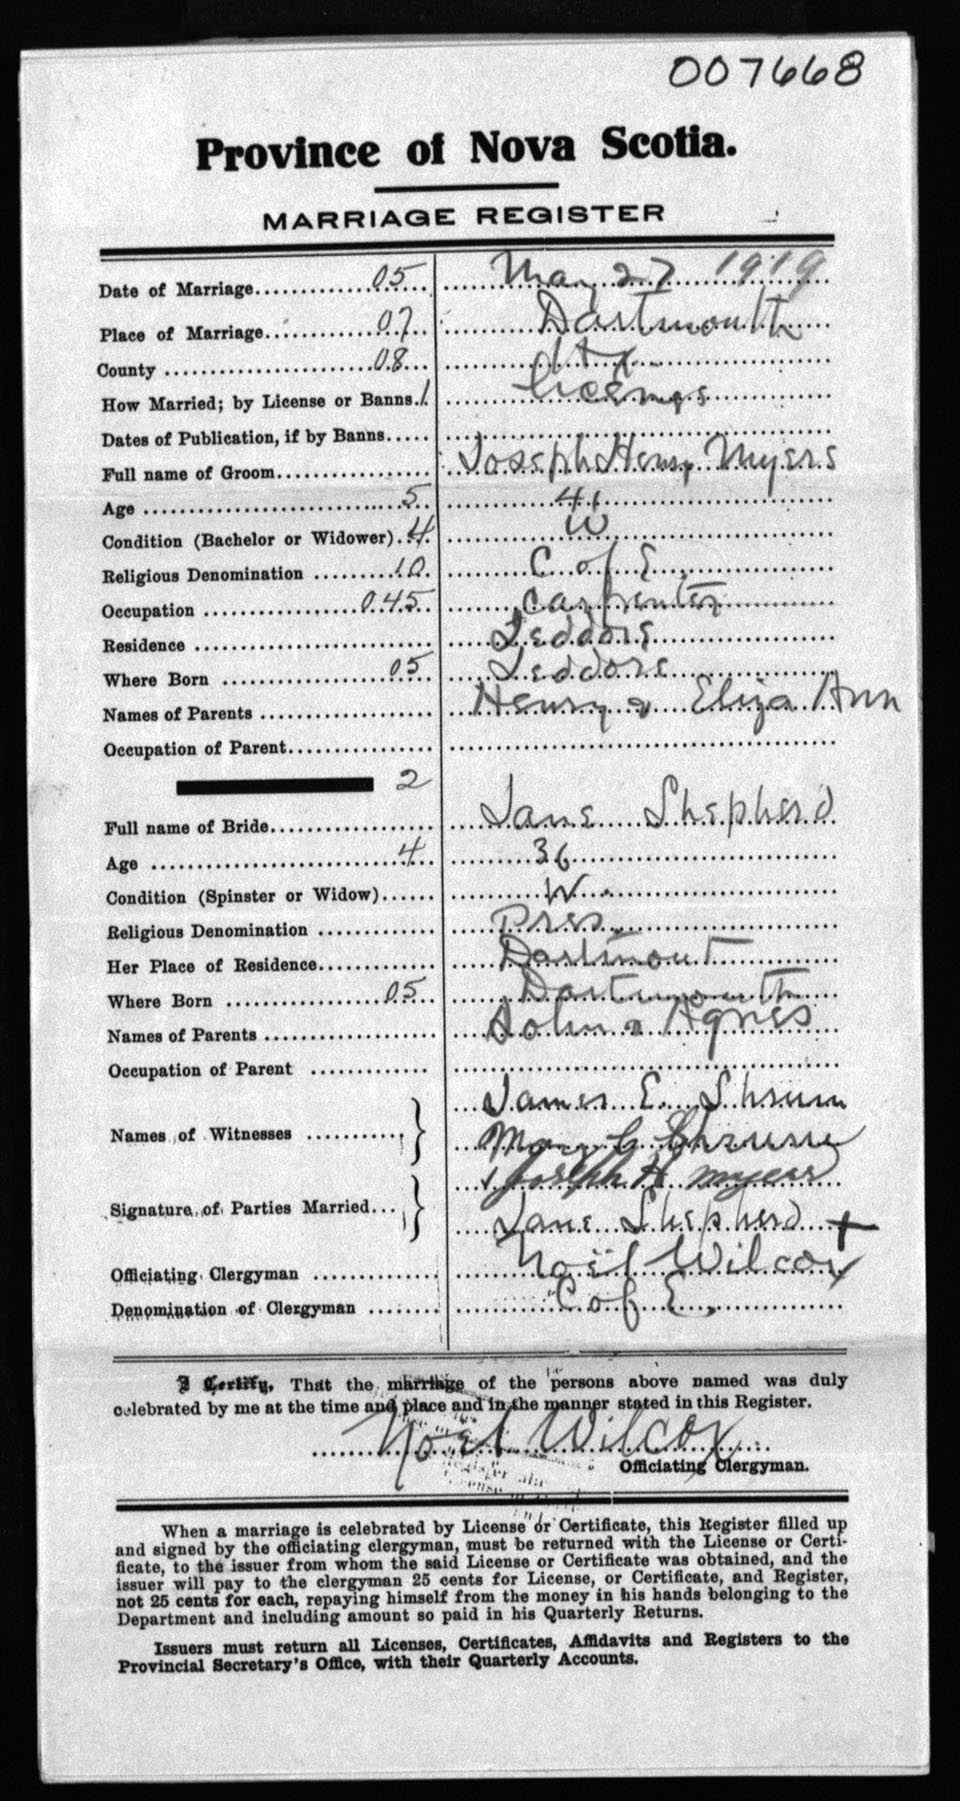 007668
Province of Nova Scotia.
MARRIAGE REGISTER
Date of Marriage 05 May 27 1919
Place of Marriage 07 Dartmouth
County 08 Hfx
How Married; by License or Banns 1 License
Dates of Publication, if by Banns
Full name of Groom Joseph Henry Myers
Age 5 41
Condition (Bachelor or Widower) 4 W
Religious Denomination 10 C of E.
Occupation 045 Carpenter
Residence Jeddore
Where Born 05 Jeddore
Names of Parents Henry & Eliza Ann
Occupation of Parent
2
Full name of Bride Jane Shepherd
Age 4 36
Condition (Spinster or Widow) W.
Religious Denomination Pres.
Her Place of Residence Dartmout
Where Born 05 Dartmouth
Names of Parents John & Agnes
Occupation of Parent
Names of Witnesses James E. Shrum
Mary C Shrum
Signature of Parties Married Joseph H myers
Jane Shepherd +
Officiating Clergyman Noël Wilcox
Denomination of Clergyman C of E.
I Certify, That the marriage of the persons above named was duly
celebrated by me at the time and place and in the manner stated in this Register.
Noël Wilcox
Officiating Clergyman.
When a marriage is celebrated by License or Certificate, this Register filled up
and signed by the officiating clergyman, must be returned with the License or Certi-
ficate, to the issuer from whom the said License or Certificate was obtained, and the
issuer will pay to the clergyman 25 cents for License, or Certificate, and Register,
not 25 cents for each, repaying himself from the money in his hands belonging to the
Department and including amount so paid in his Quarterly Returns.
Issuers must return all Licenses, Certificates, Affidavits and Registers to the
Provincial Secretary's Office, with their Quarterly Accounts.